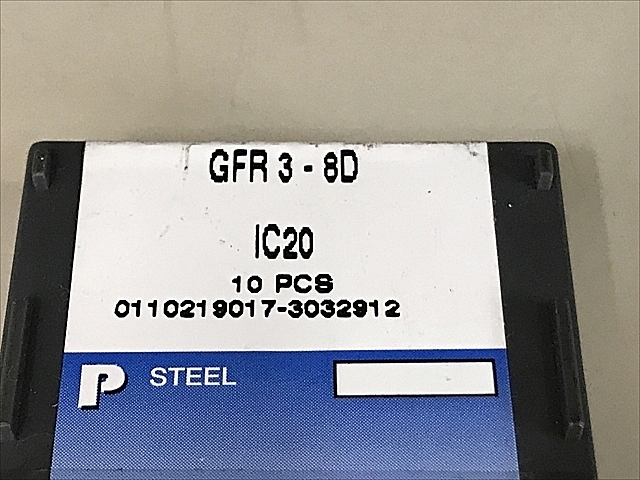 GFR 3 - 8D
IC20
10 PCS
0110219017-3032912
P STEEL